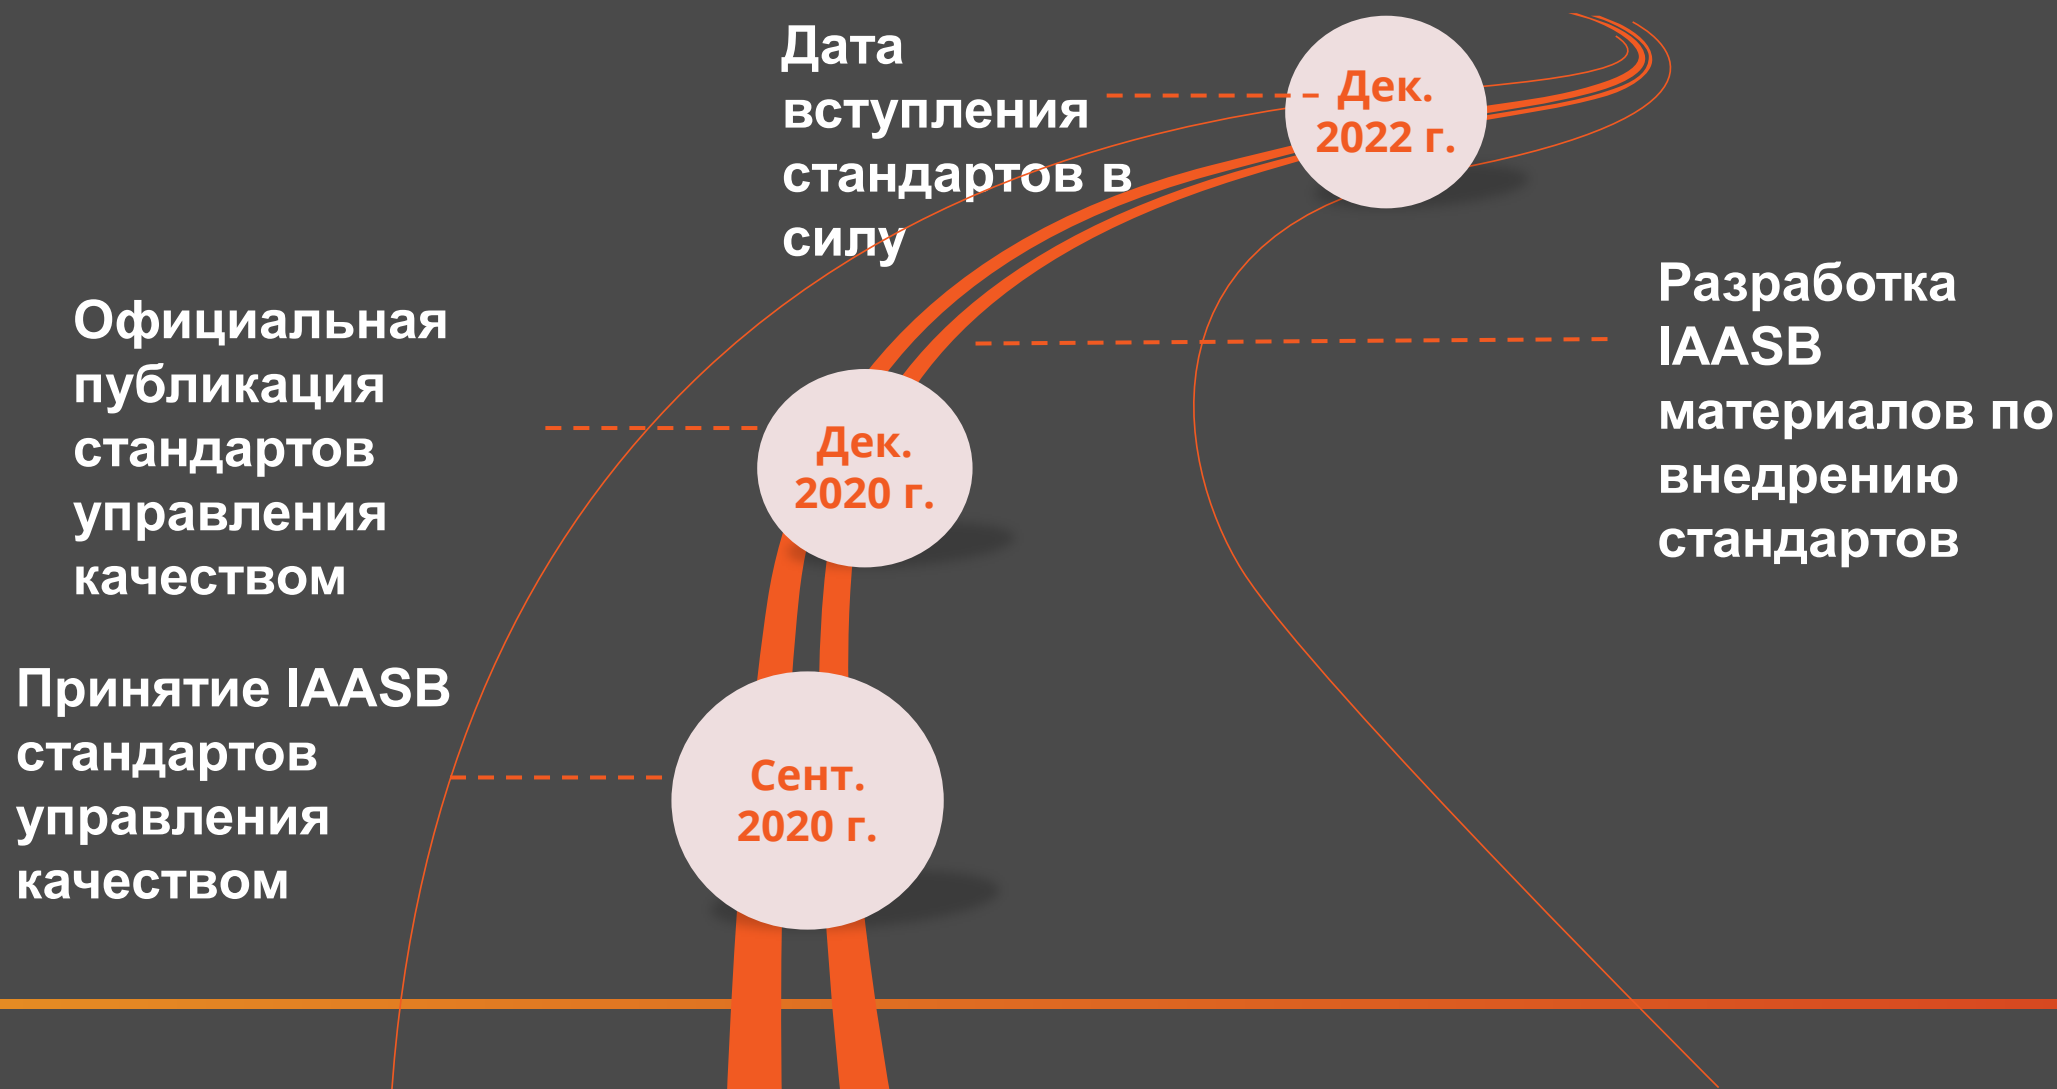 Дата
вступления
стандартов в
силу
Дек.
2022 г.
Разработка
IAASB
материалов по
внедрению
стандартов
Официальная
публикация
стандартов
управления
качеством
Дек.
2020 г.
Принятие IAASB
стандартов
управления
качеством
Сент.
2020 г.